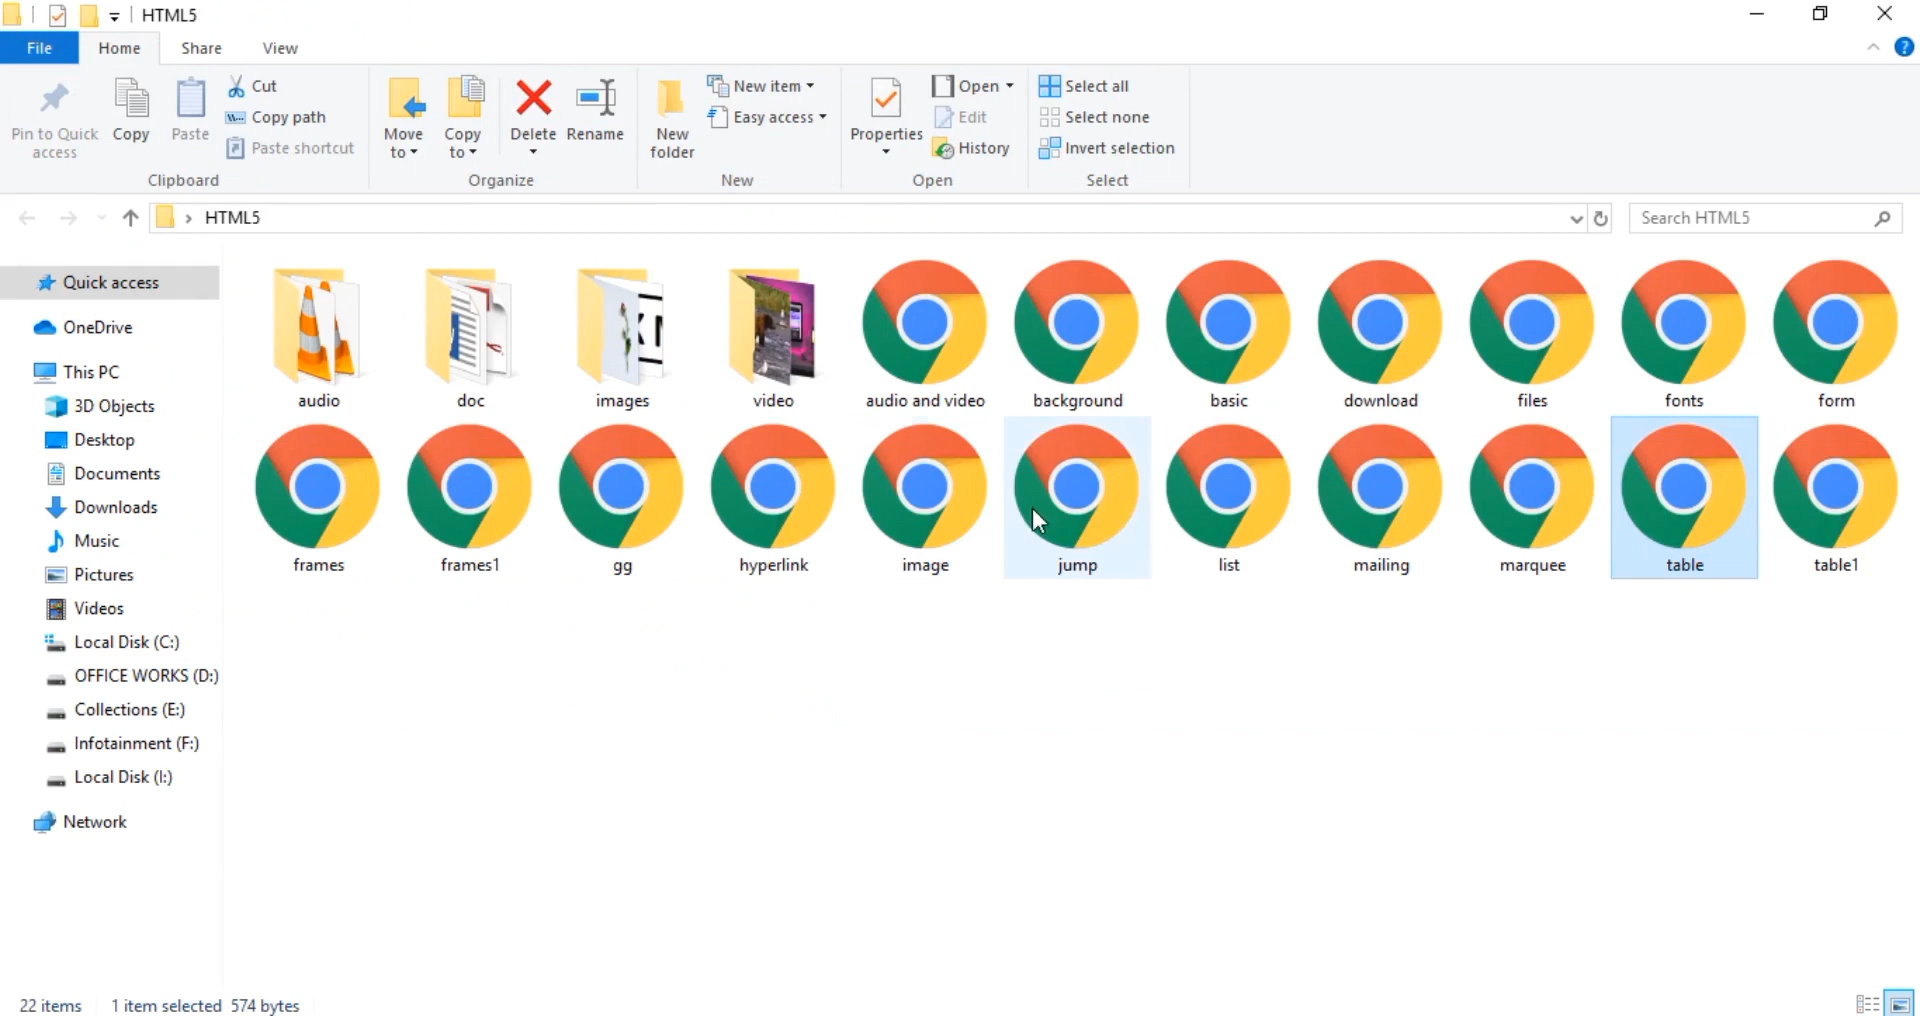 HTML5
File Home Share View
Pin to Quick access
Copy
Paste
Cut
Copy path
Paste shortcut
Clipboard
Move to
Copy to
Delete
Rename
Organize
New folder
New item
Easy access
New
Properties
Open
Edit
History
Open
Select all
Select none
Invert selection
Select
HTML5
Search HTML5
Quick access
OneDrive
This PC
3D Objects
Desktop
Documents
Downloads
Music
Pictures
Videos
Local Disk (C:)
OFFICE WORKS (D:)
Collections (E:)
Infotainment (F:)
Local Disk (I:)
Network
audio doc images video audio and video background basic download files fonts form
frames frames1 gg hyperlink image jump list mailing marquee table table1
22 items 1 item selected 574 bytes